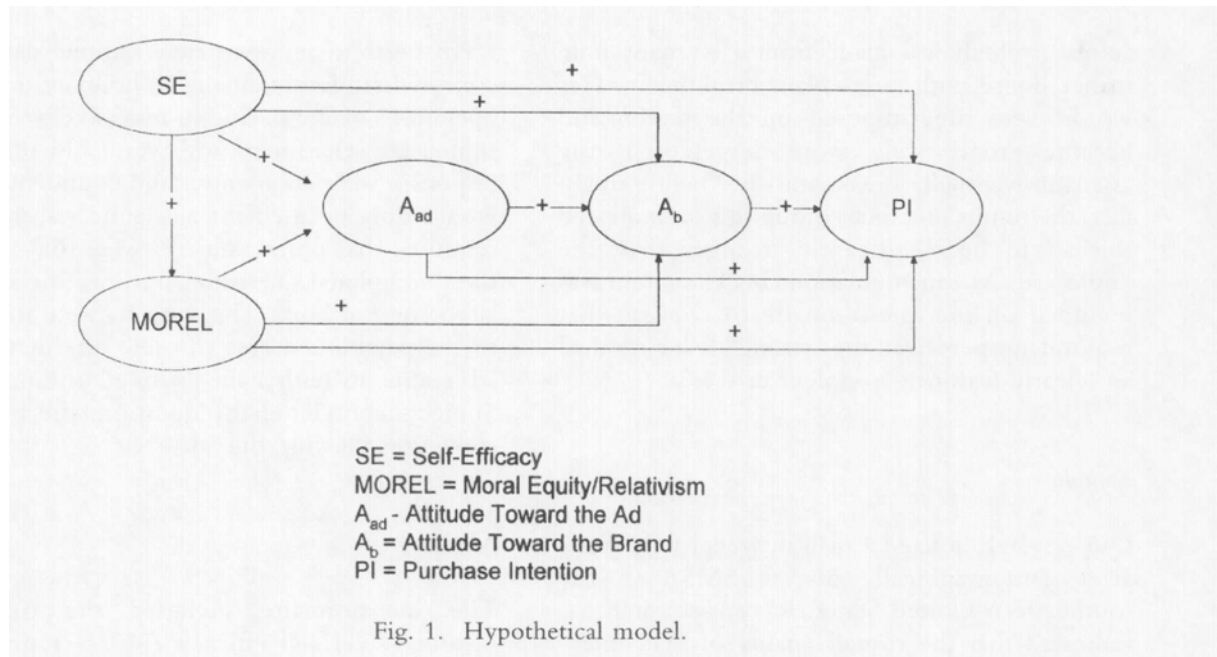 +
SE
+
+
+
A_ad
+
A_b
+
PI
+
+
MOREL
+
+
SE = Self-Efficacy
MOREL = Moral Equity/Relativism
A_ad - Attitude Toward the Ad
A_b = Attitude Toward the Brand
PI = Purchase Intention
Fig. 1. Hypothetical model.